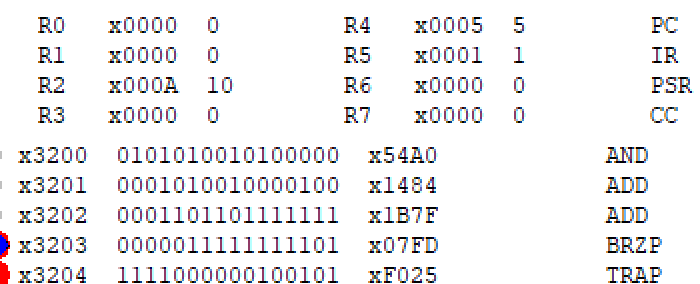 R0 x0000 0 R4 x0005 5 PC
R1 x0000 0 R5 x0001 1 IR
R2 x000A 10 R6 x0000 0 PSR
R3 x0000 0 R7 x0000 0 CC
x3200 0101010010100000 x54A0 AND
x3201 0001010010000100 x1484 ADD
x3202 0001101101111111 x1B7F ADD
x3203 0000011111111101 x07FD BRZP
x3204 1111000000100101 xF025 TRAP